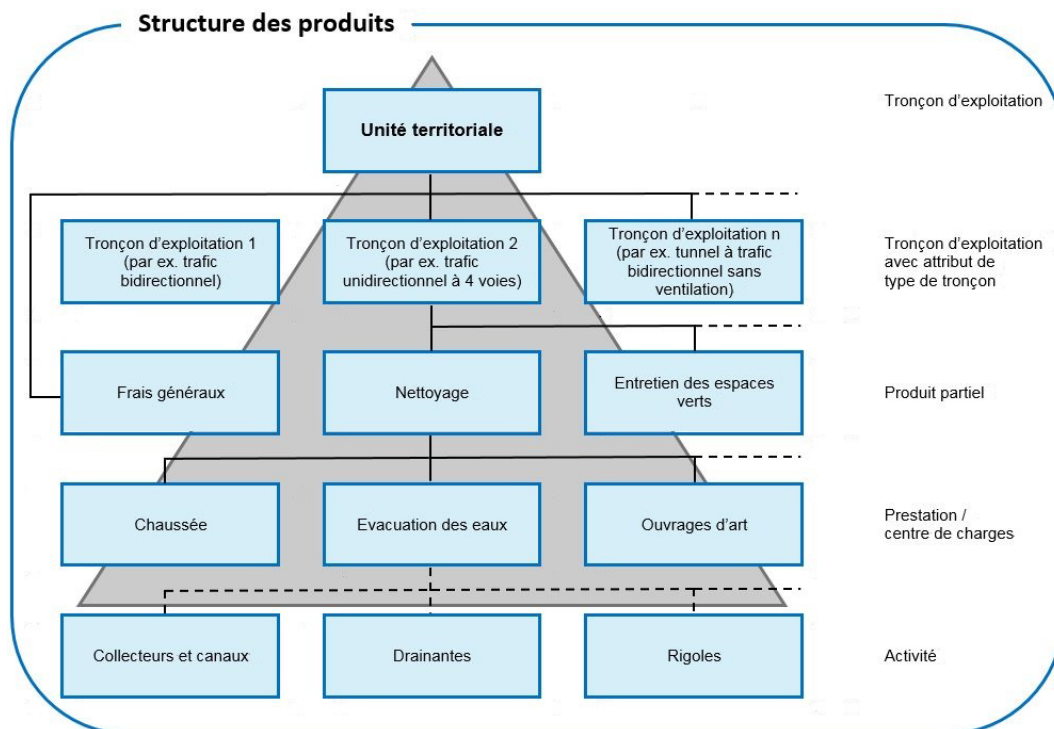 Structure des produits
Unité territoriale
Tronçon d'exploitation
Tronçon d'exploitation 1
(par ex. trafic
bidirectionnel)
Tronçon d'exploitation 2
(par ex. trafic
unidirectionnel à 4 voies)
Tronçon d'exploitation n
(par ex. tunnel à trafic
bidirectionnel sans
ventilation)
Tronçon d'exploitation
avec attribut de
type de tronçon
Frais généraux
Nettoyage
Entretien des espaces
verts
Produit partiel
Chaussée
Evacuation des eaux
Ouvrages d'art
Prestation /
centre de charges
Collecteurs et canaux
Drainantes
Rigoles
Activité